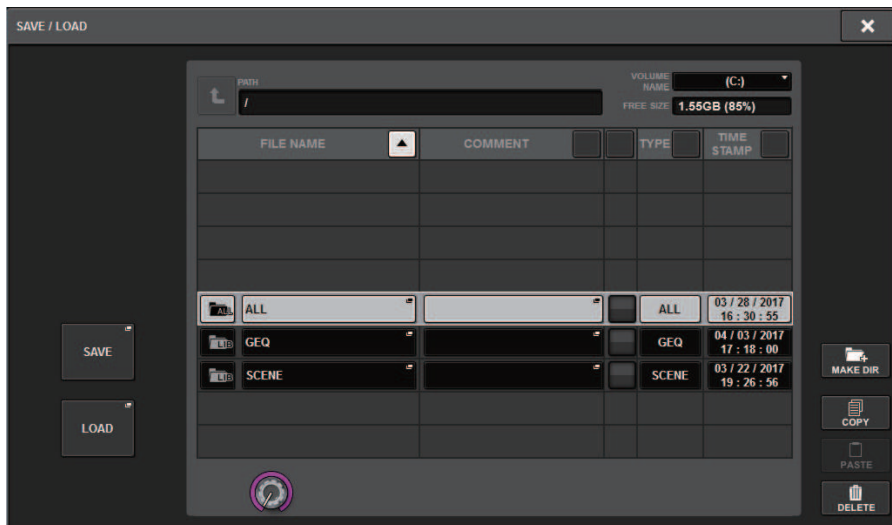 SAVE / LOAD
PATH
/
VOLUME NAME
(C:)
FREE SIZE
1.55GB (85%)
FILE NAME
COMMENT
TYPE
TIME STAMP
ALL
ALL
ALL
03 / 28 / 2017
16 : 30 : 55
LIB
GEQ
GEQ
04 / 03 / 2017
17 : 18 : 00
LIB
SCENE
SCENE
03 / 22 / 2017
19 : 26 : 56
SAVE
LOAD
MAKE DIR
COPY
PASTE
DELETE